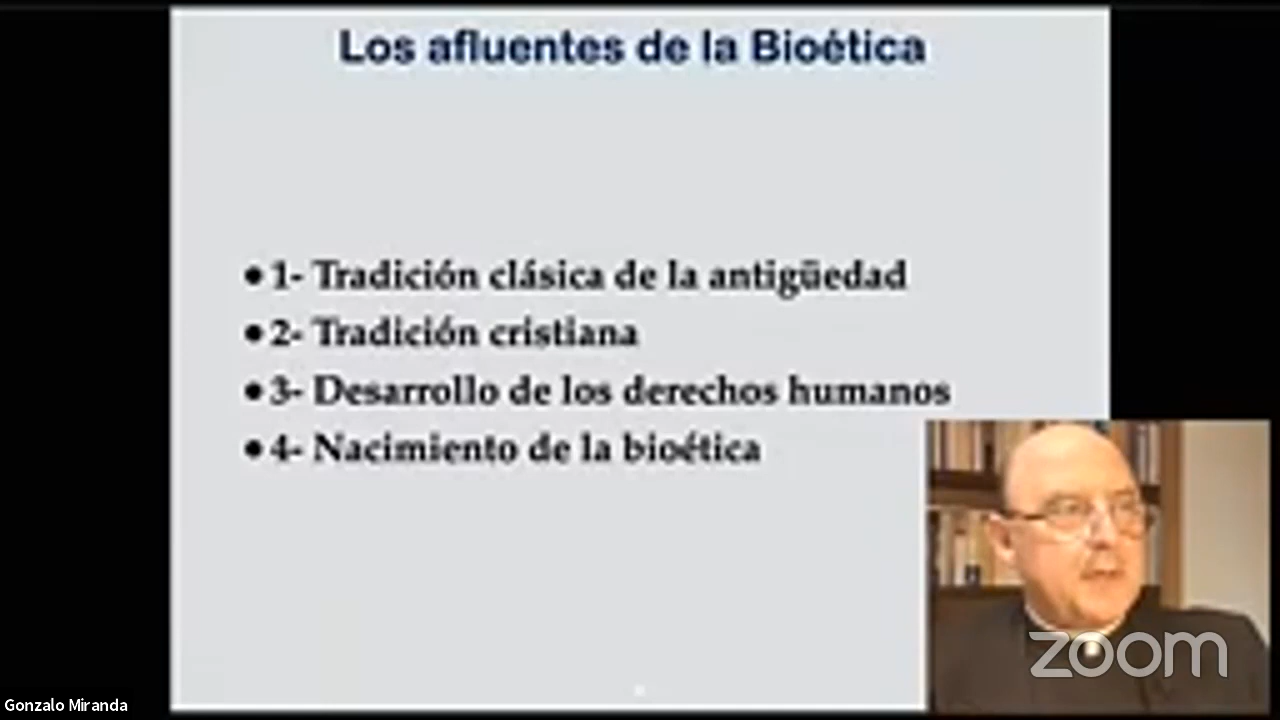 Los afluentes de la Bioética
●1- Tradición clásica de la antigüedad
●2- Tradición cristiana
●3- Desarrollo de los derechos humanos
●4- Nacimiento de la bioética
zoom
Gonzalo Miranda